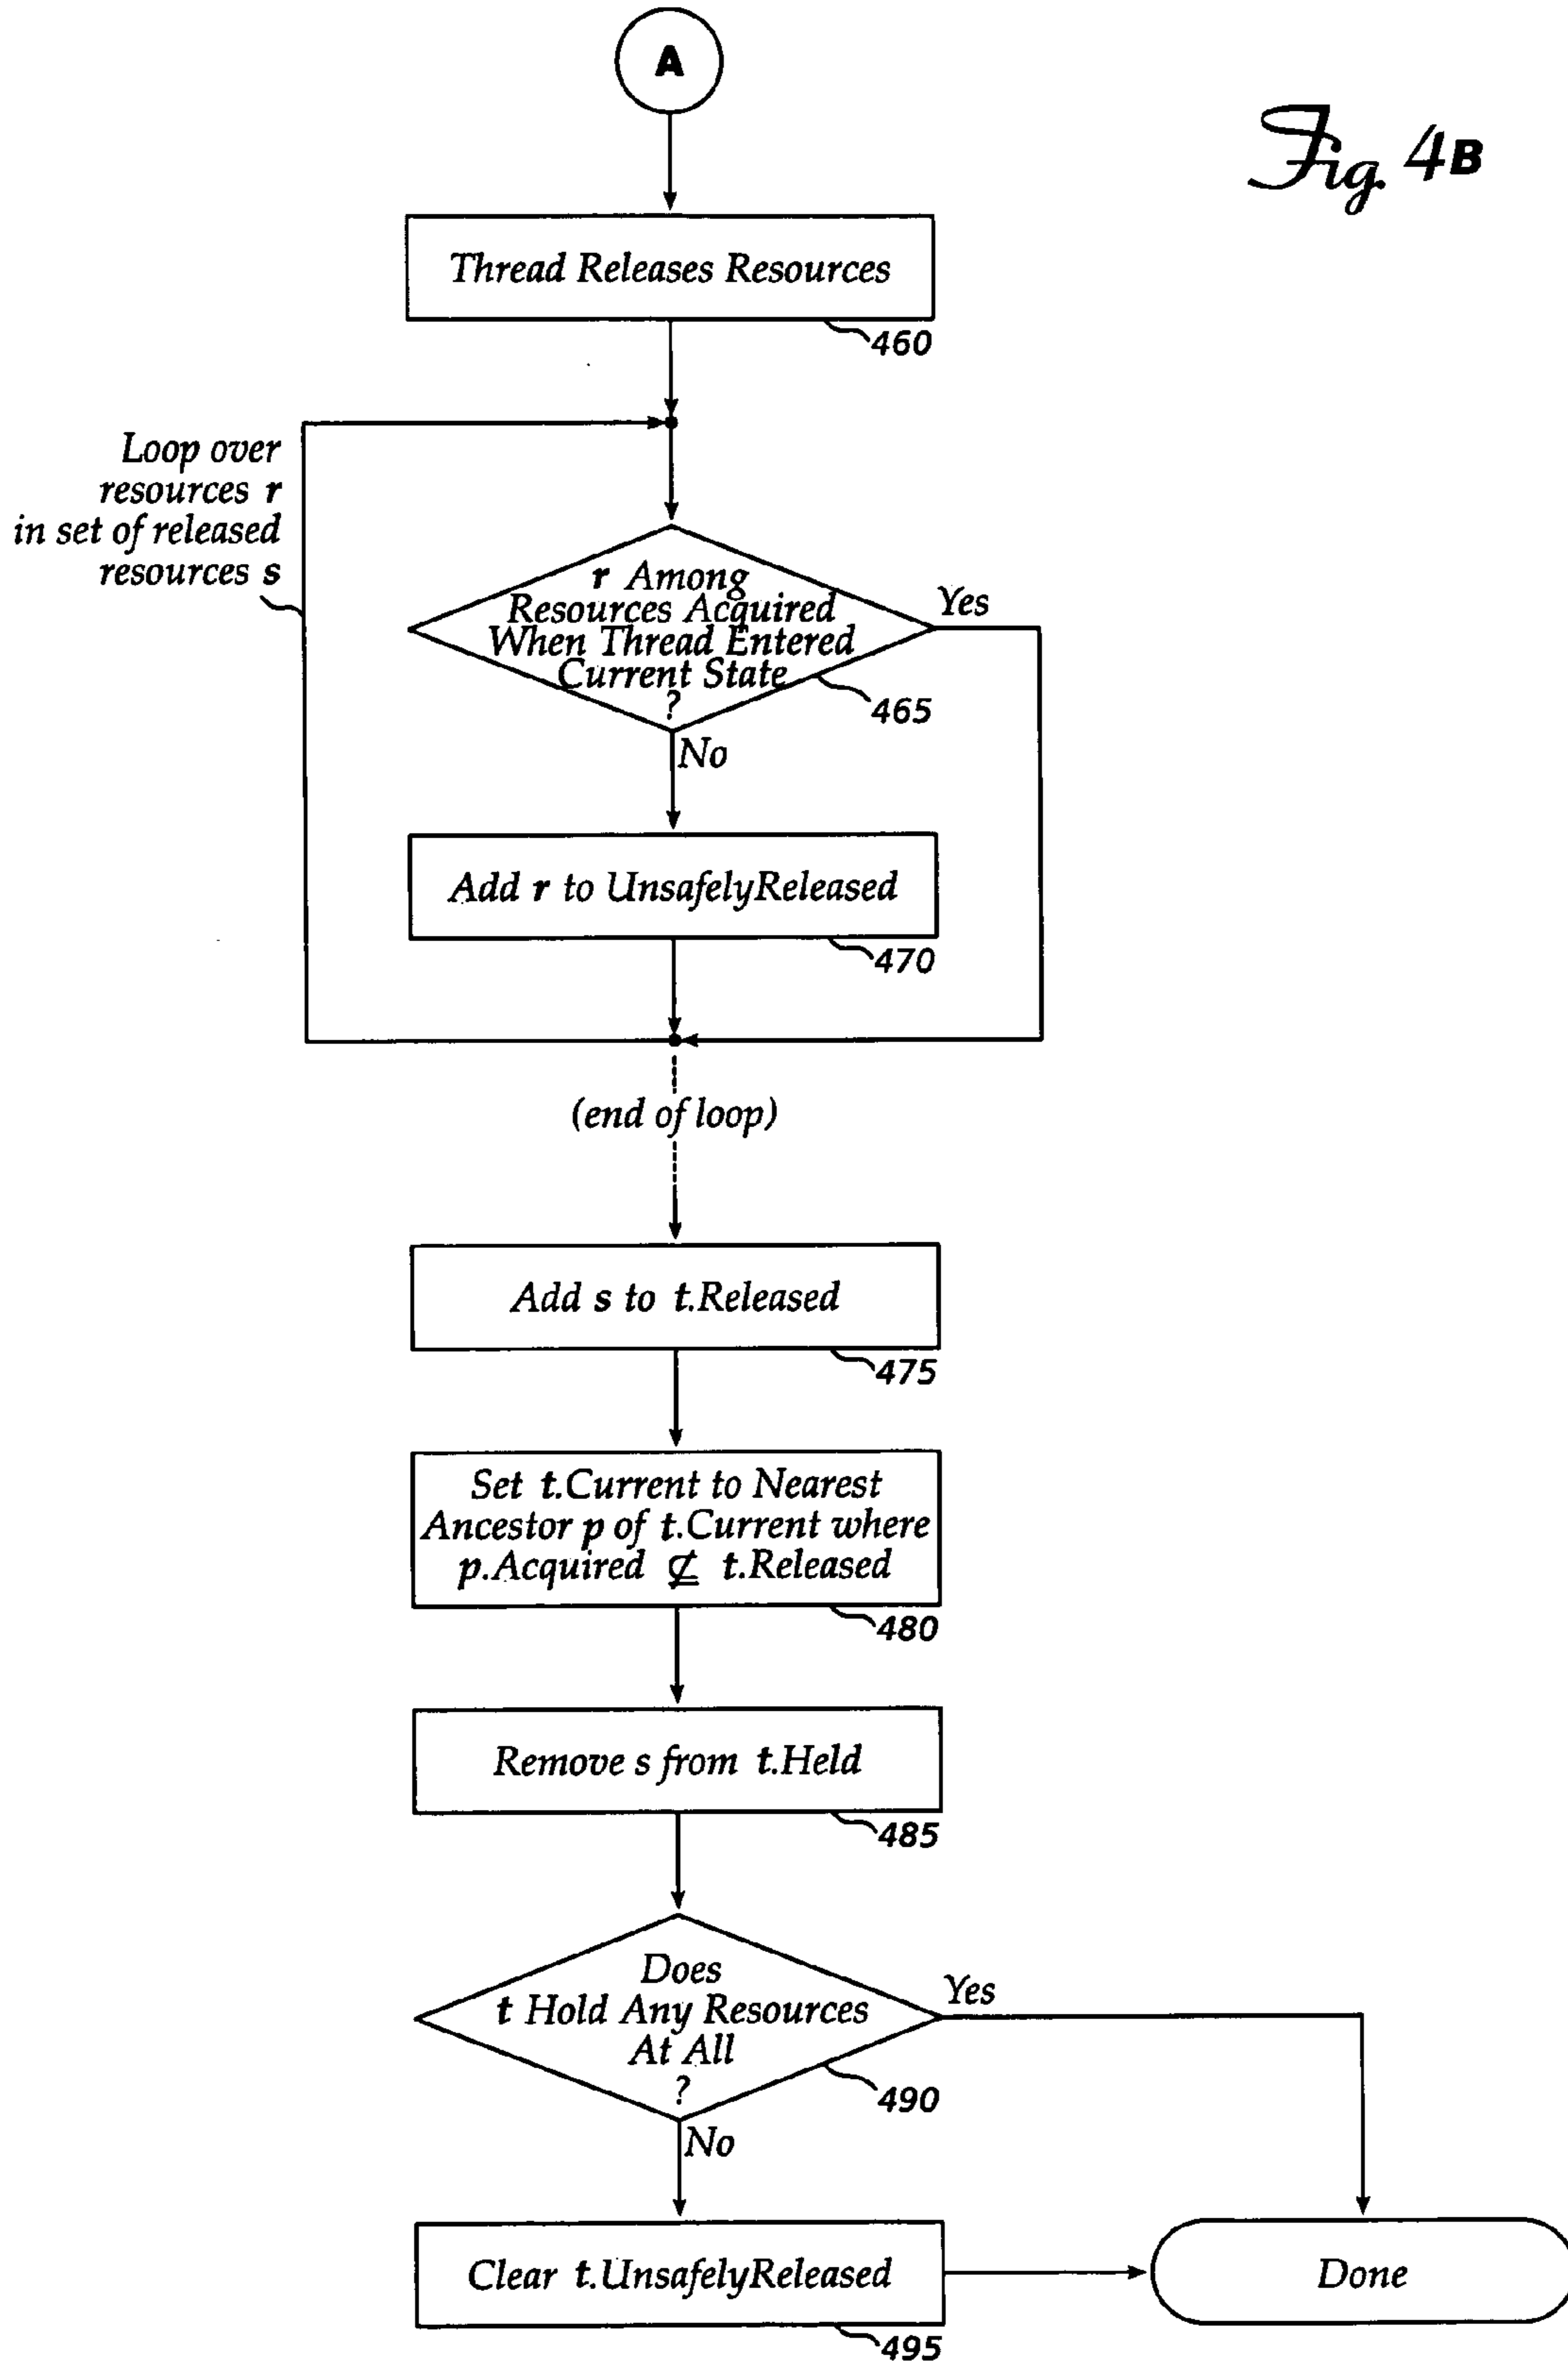 A
Fig. 4B
Thread Releases Resources
460
Loop over
resources r
in set of released
resources s
r Among
Resources Acquired
When Thread Entered
Current State
?
465
Yes
No
Add r to UnsafelyReleased
470
(end of loop)
Add s to t.Released
475
Set t.Current to Nearest
Ancestor p of t.Current where
p.Acquired ⊈ t.Released
480
Remove s from t.Held
485
Does
t Hold Any Resources
At All
?
490
Yes
No
Clear t.UnsafelyReleased
495
Done